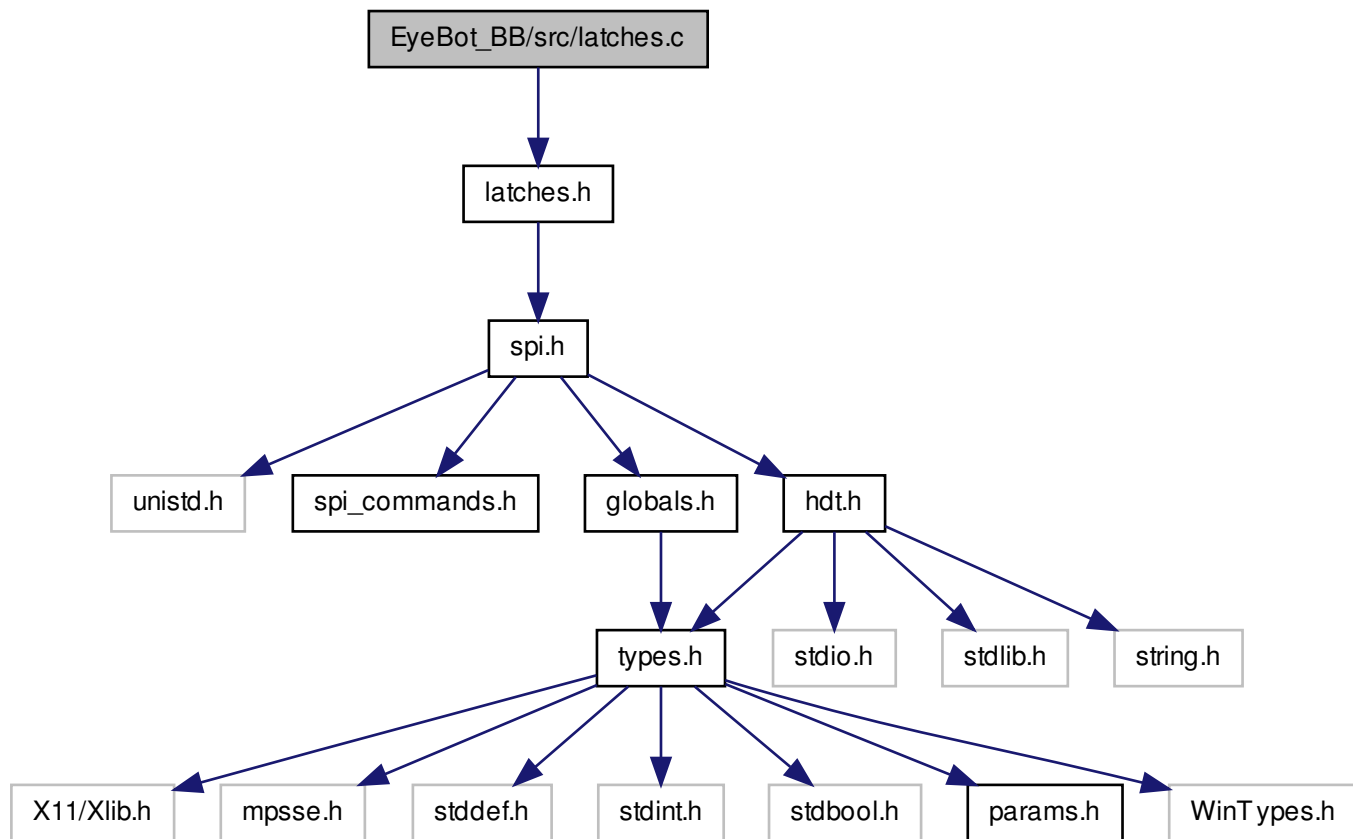 EyeBot_BB/src/latches.c
latches.h
spi.h
unistd.h
spi_commands.h
globals.h
hdt.h
types.h
stdio.h
stdlib.h
string.h
X11/Xlib.h
mpsse.h
stddef.h
stdint.h
stdbool.h
params.h
WinTypes.h